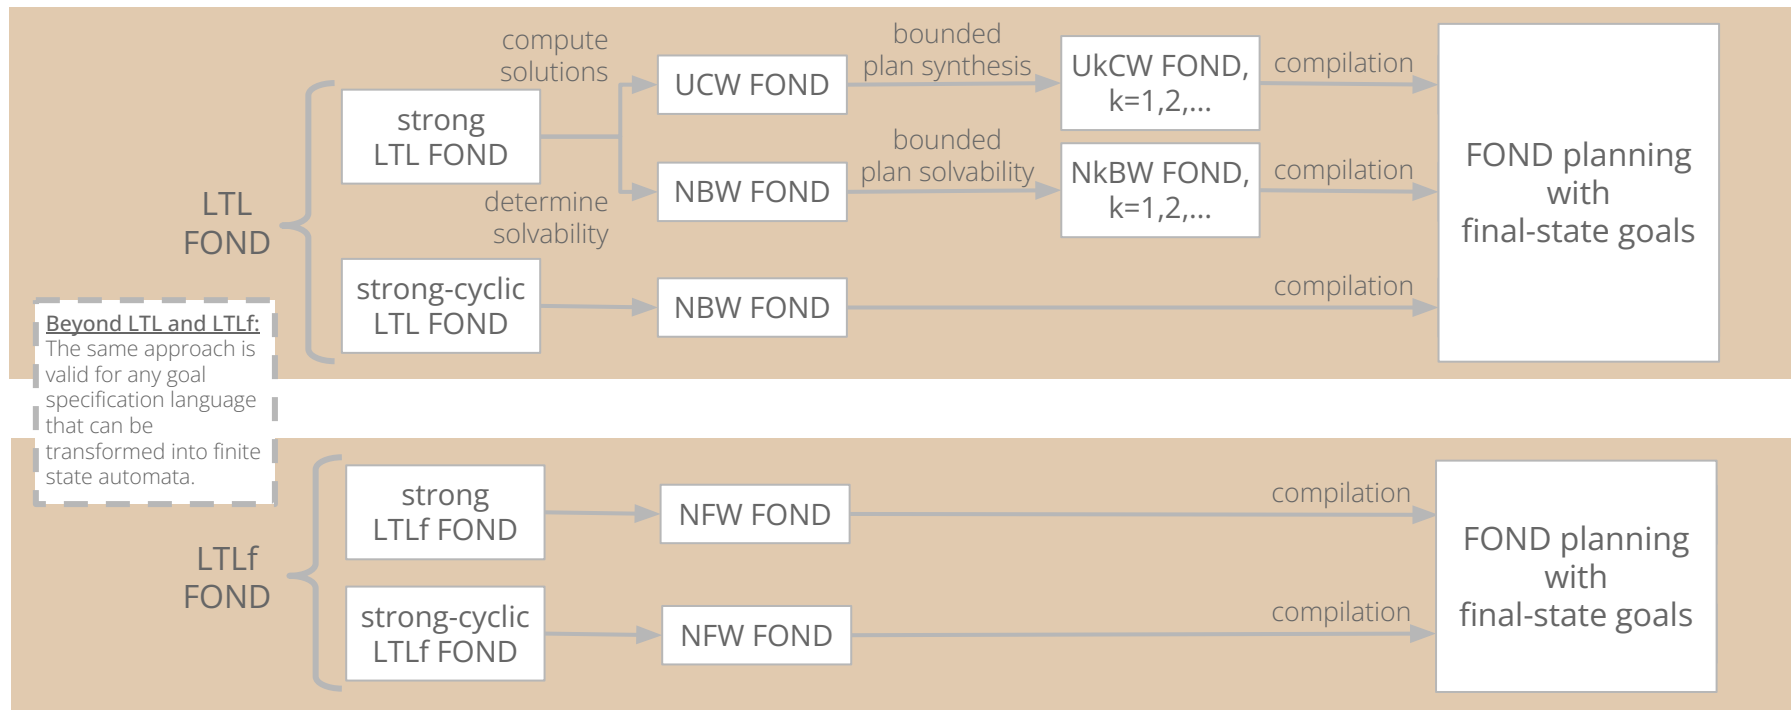 LTL
FOND
strong
LTL FOND
compute
solutions
UCW FOND
bounded
plan synthesis
UkCW FOND,
k=1,2,...
compilation
determine
solvability
NBW FOND
bounded
plan solvability
NkBW FOND,
k=1,2,...
compilation
strong-cyclic
LTL FOND
NBW FOND
compilation
FOND planning
with
final-state goals
Beyond LTL and LTLf:
The same approach is
valid for any goal
specification language
that can be
transformed into finite
state automata.
LTLf
FOND
strong
LTLf FOND
NFW FOND
compilation
strong-cyclic
LTLf FOND
NFW FOND
compilation
FOND planning
with
final-state goals